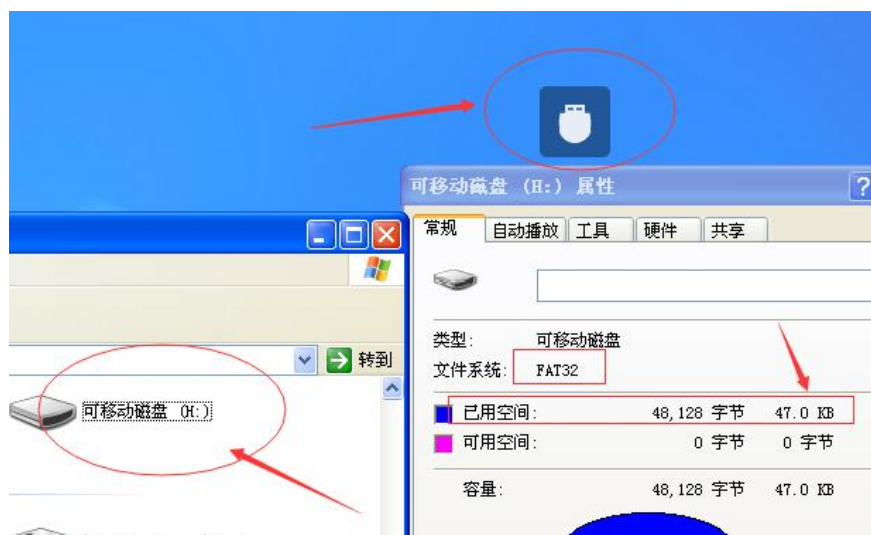 可移动磁盘 (H:) 属性
?
常规 自动播放 工具 硬件 共享
转到
可移动磁盘 (H:)
类型: 可移动磁盘
文件系统: FAT32
已用空间: 48,128 字节 47.0 KB
可用空间: 0 字节 0 字节
容量: 48,128 字节 47.0 KB